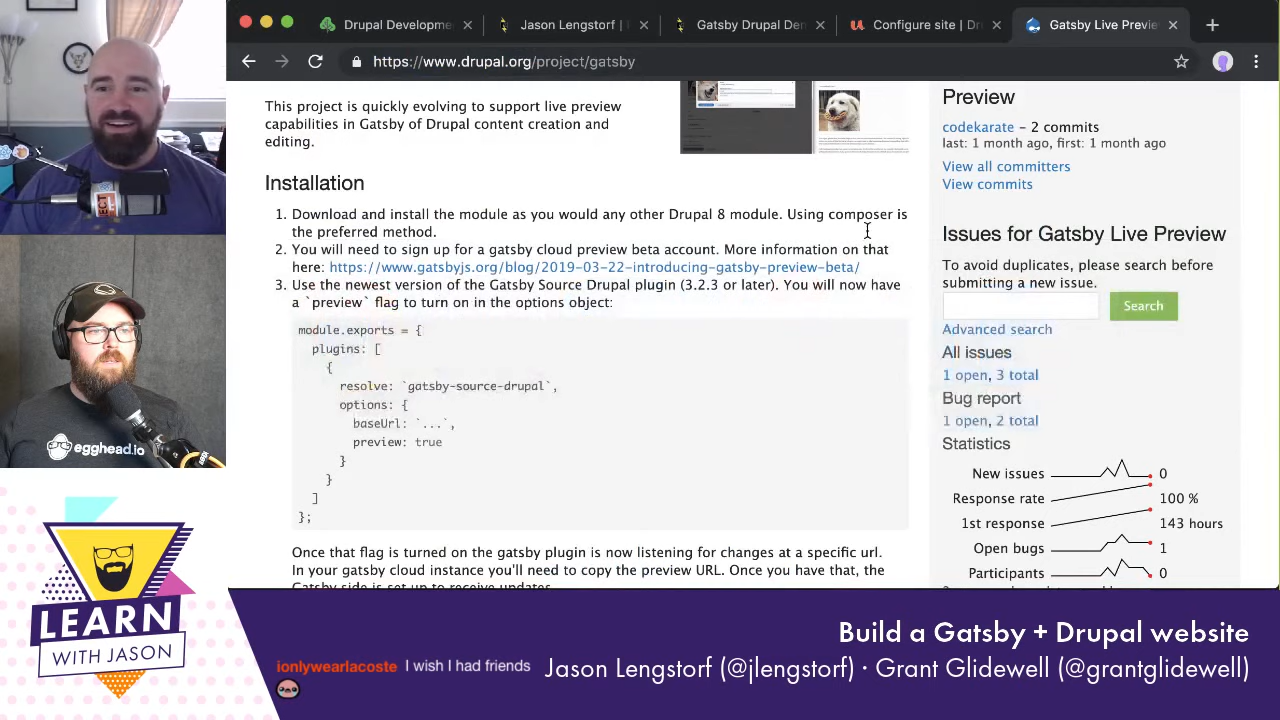 Drupal Developme
Jason Lengstorf |
Gatsby Drupal De
Configure site | D
Gatsby Live Previe
https://www.drupal.org/project/gatsby
This project is quickly evolving to support live preview
capabilities in Gatsby of Drupal content creation and
editing.
Installation
1. Download and install the module as you would any other Drupal 8 module. Using composer is
the preferred method.
2. You will need to sign up for a gatsby cloud preview beta account. More information on that
here: https://www.gatsbyjs.org/blog/2019-03-22-introducing-gatsby-preview-beta/
3. Use the newest version of the Gatsby Source Drupal plugin (3.2.3 or later). You will now have
a `preview` flag to turn on in the options object:
module.exports = {
plugins: [
{
resolve: `gatsby-source-drupal`,
options: {
baseUrl: `...`,
preview: true
}
}
]
};
Once that flag is turned on the gatsby plugin is now listening for changes at a specific url.
In your gatsby cloud instance you'll need to copy the preview URL. Once you have that, the
Gatsby side is set up to receive updates.
Preview
codekarate – 2 commits
last: 1 month ago, first: 1 month ago
View all committers
View commits
Issues for Gatsby Live Preview
To avoid duplicates, please search before
submitting a new issue.
Search
Advanced search
All issues
1 open, 3 total
Bug report
1 open, 2 total
Statistics
New issues 0
Response rate 100 %
1st response 143 hours
Open bugs 1
Participants 0
egghead.io
LEARN
WITH JASON
Build a Gatsby + Drupal website
ionlywearlacoste I wish I had friends
Jason Lengstorf (@jlengstorf) · Grant Glidewell (@grantglidewell)